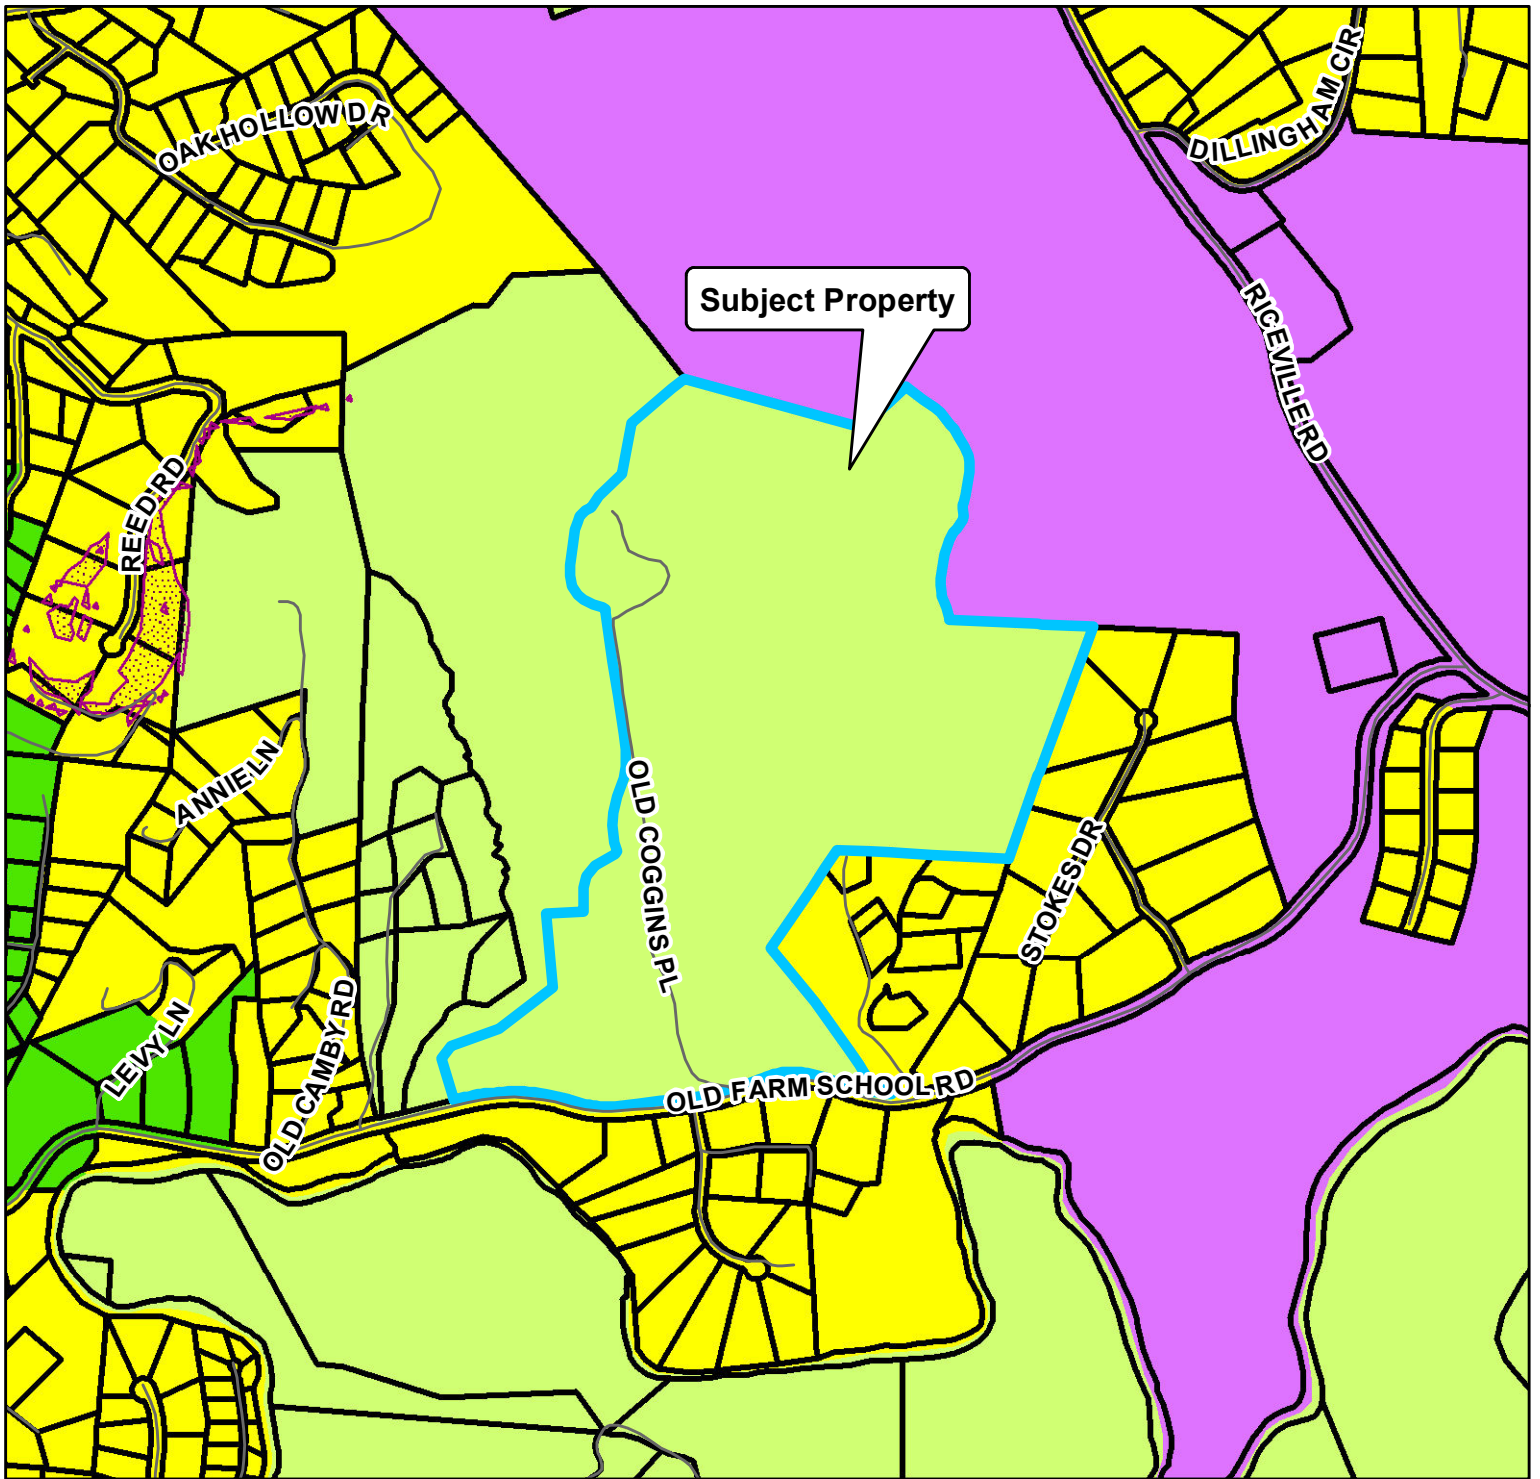 OAK HOLLOW DR
DILLINGHAM CIR
Subject Property
RICEVILLE RD
REED RD
ANNIE LN
OLD COGGINS PL
STOKES DR
LEVY LN
OLD CAMBY RD
OLD FARM SCHOOL RD